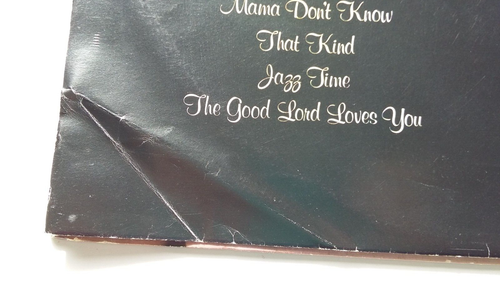 Mama Don't Know
That Kind
Jazz Time
The Good Lord Loves You